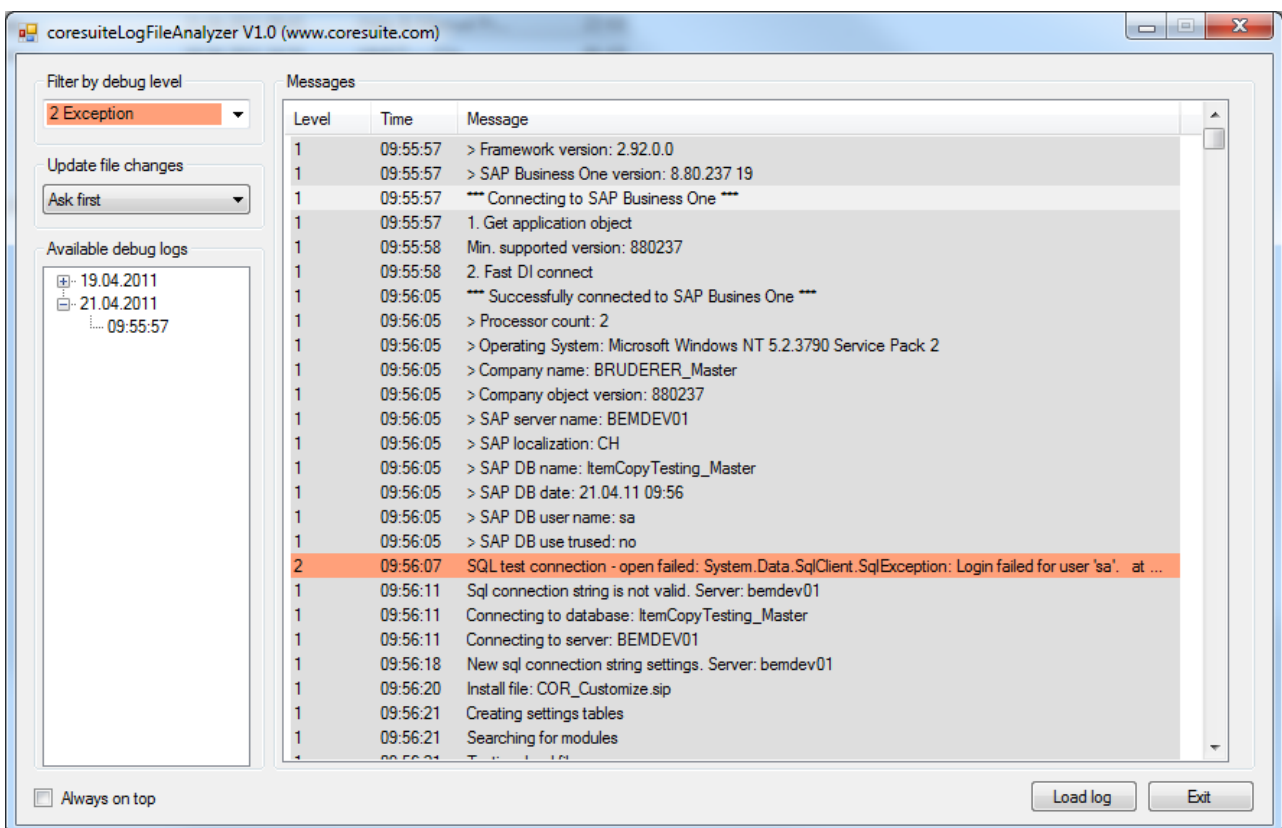 coresuiteLogFileAnalyzer V1.0 (www.coresuite.com)
Filter by debug level
2 Exception
Update file changes
Ask first
Available debug logs
19.04.2011
21.04.2011
09:55:57
Messages
Level Time Message
1 09:55:57 > Framework version: 2.92.0.0
1 09:55:57 > SAP Business One version: 8.80.237 19
1 09:55:57 *** Connecting to SAP Business One ***
1 09:55:57 1. Get application object
1 09:55:58 Min. supported version: 880237
1 09:55:58 2. Fast DI connect
1 09:56:05 *** Successfully connected to SAP Busines One ***
1 09:56:05 > Processor count: 2
1 09:56:05 > Operating System: Microsoft Windows NT 5.2.3790 Service Pack 2
1 09:56:05 > Company name: BRUDERER_Master
1 09:56:05 > Company object version: 880237
1 09:56:05 > SAP server name: BEMDEV01
1 09:56:05 > SAP localization: CH
1 09:56:05 > SAP DB name: ItemCopyTesting_Master
1 09:56:05 > SAP DB date: 21.04.11 09:56
1 09:56:05 > SAP DB user name: sa
1 09:56:05 > SAP DB use trused: no
2 09:56:07 SQL test connection - open failed: System.Data.SqlClient.SqlException: Login failed for user 'sa'. at ...
1 09:56:11 Sql connection string is not valid. Server: bemdev01
1 09:56:11 Connecting to database: ItemCopyTesting_Master
1 09:56:11 Connecting to server: BEMDEV01
1 09:56:18 New sql connection string settings. Server: bemdev01
1 09:56:20 Install file: COR_Customize.sip
1 09:56:21 Creating settings tables
1 09:56:21 Searching for modules
Always on top
Load log
Exit